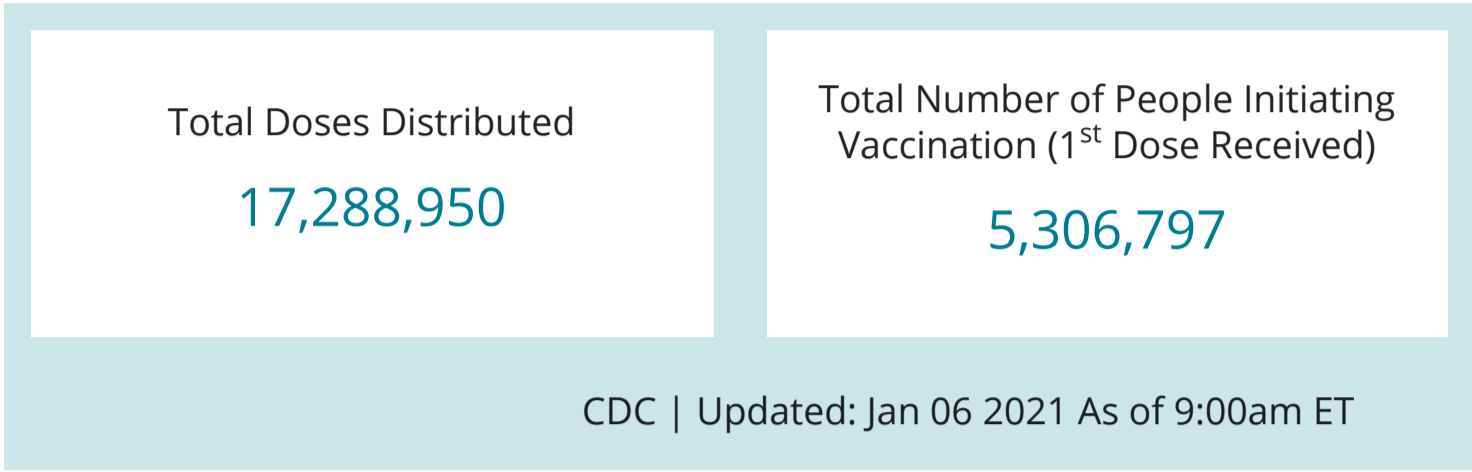 Total Doses Distributed
17,288,950
Total Number of People Initiating
Vaccination (1st Dose Received)
5,306,797
CDC | Updated: Jan 06 2021 As of 9:00am ET